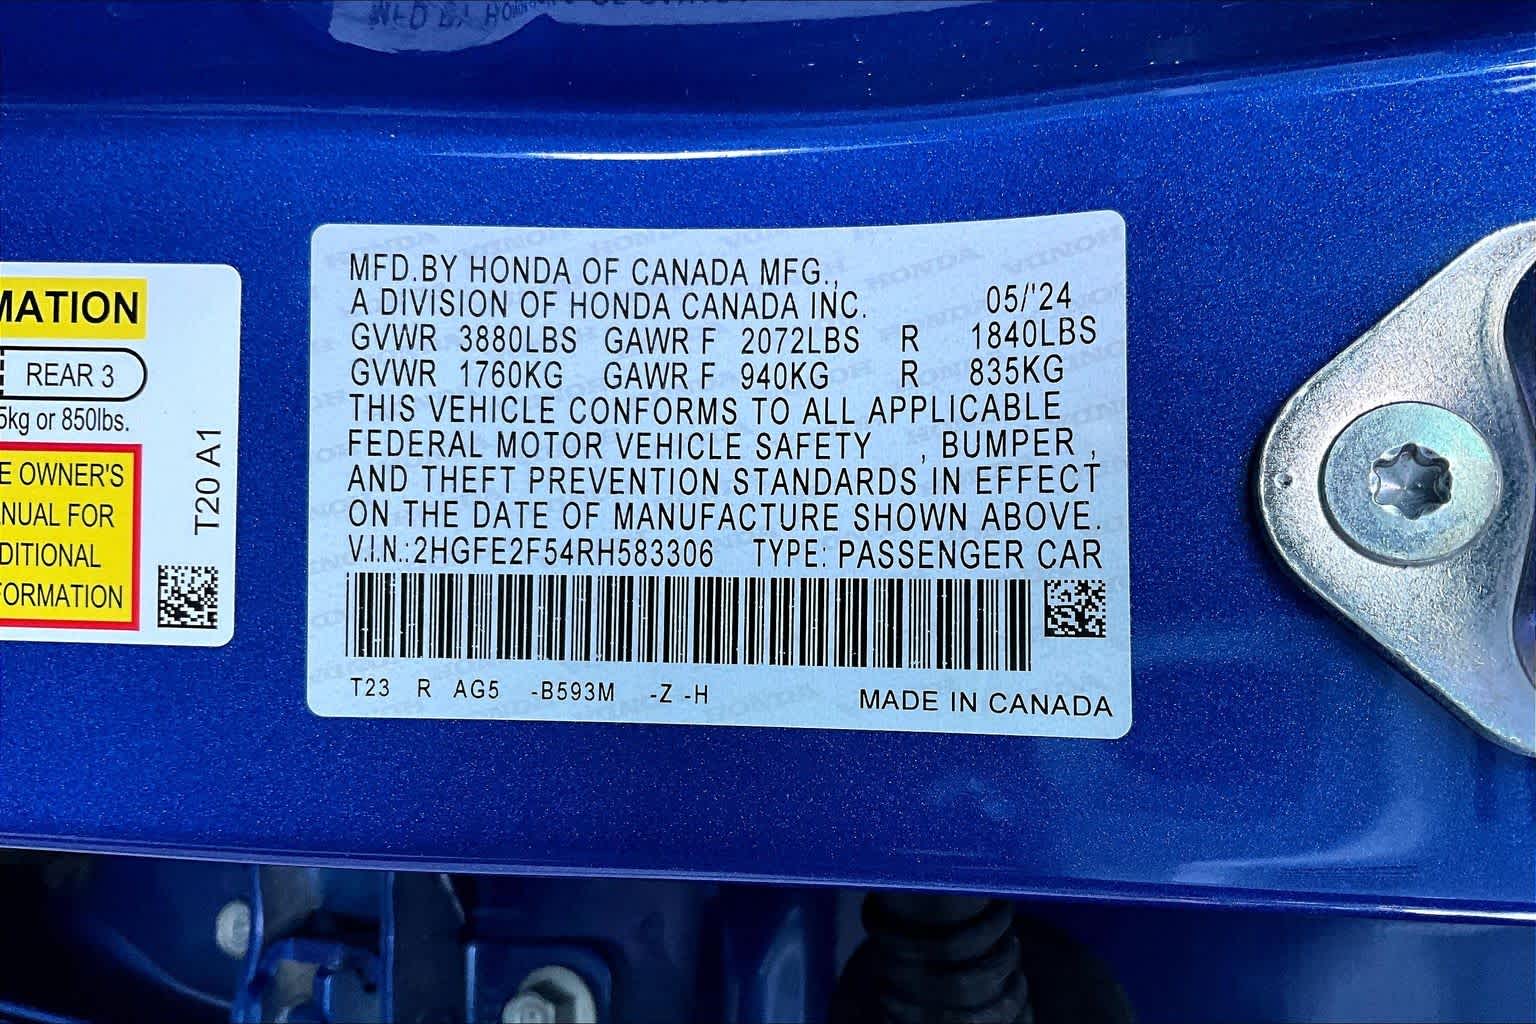 MATION
REAR 3
5kg or 850lbs.
E OWNER'S
NUAL FOR
DITIONAL
FORMATION
T20 A1
MFD.BY HONDA OF CANADA MFG.,
A DIVISION OF HONDA CANADA INC. 05/'24
GVWR 3880LBS GAWR F 2072LBS R 1840LBS
GVWR 1760KG GAWR F 940KG R 835KG
THIS VEHICLE CONFORMS TO ALL APPLICABLE
FEDERAL MOTOR VEHICLE SAFETY , BUMPER ,
AND THEFT PREVENTION STANDARDS IN EFFECT
ON THE DATE OF MANUFACTURE SHOWN ABOVE.
V.I.N.:2HGFE2F54RH583306 TYPE: PASSENGER CAR
T23 R AG5 -B593M -Z -H MADE IN CANADA